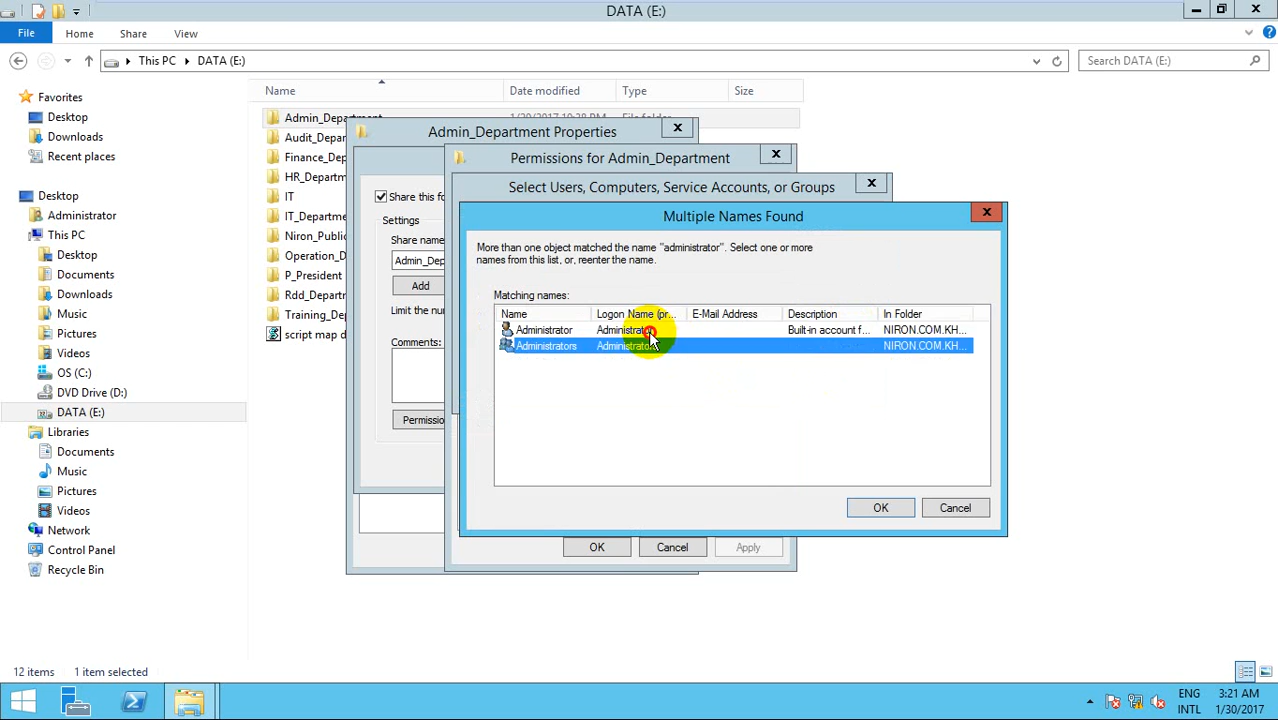 DATA (E:)
File
Home
Share
View
This PC
DATA (E:)
Search DATA (E:)
Name
Date modified
Type
Size
Favorites
Desktop
Downloads
Recent places
Desktop
Administrator
This PC
Desktop
Documents
Downloads
Music
Pictures
Videos
OS (C:)
DVD Drive (D:)
DATA (E:)
Libraries
Documents
Music
Pictures
Videos
Network
Control Panel
Recycle Bin
Admin_Department
Audit_Depar
Finance_Dep
HR_Departm
IT
IT_Departme
Niron_Public
Operation_D
P_President
Rdd_Departm
Training_Dep
script map d
Admin_Department Properties
Share this fo
Settings
Share name
Admin_Dep
Add
Limit the nu
Comments:
Permissio
Permissions for Admin_Department
OK
Cancel
Apply
Select Users, Computers, Service Accounts, or Groups
Multiple Names Found
More than one object matched the name "administrator". Select one or more
names from this list, or, reenter the name.
Matching names:
Name
Logon Name (pr...
E-Mail Address
Description
In Folder
Administrator
Administrator
Built-in account f...
NIRON.COM.KH...
Administrators
Administrators
NIRON.COM.KH...
OK
Cancel
12 items
1 item selected
ENG
INTL
3:21 AM
1/30/2017